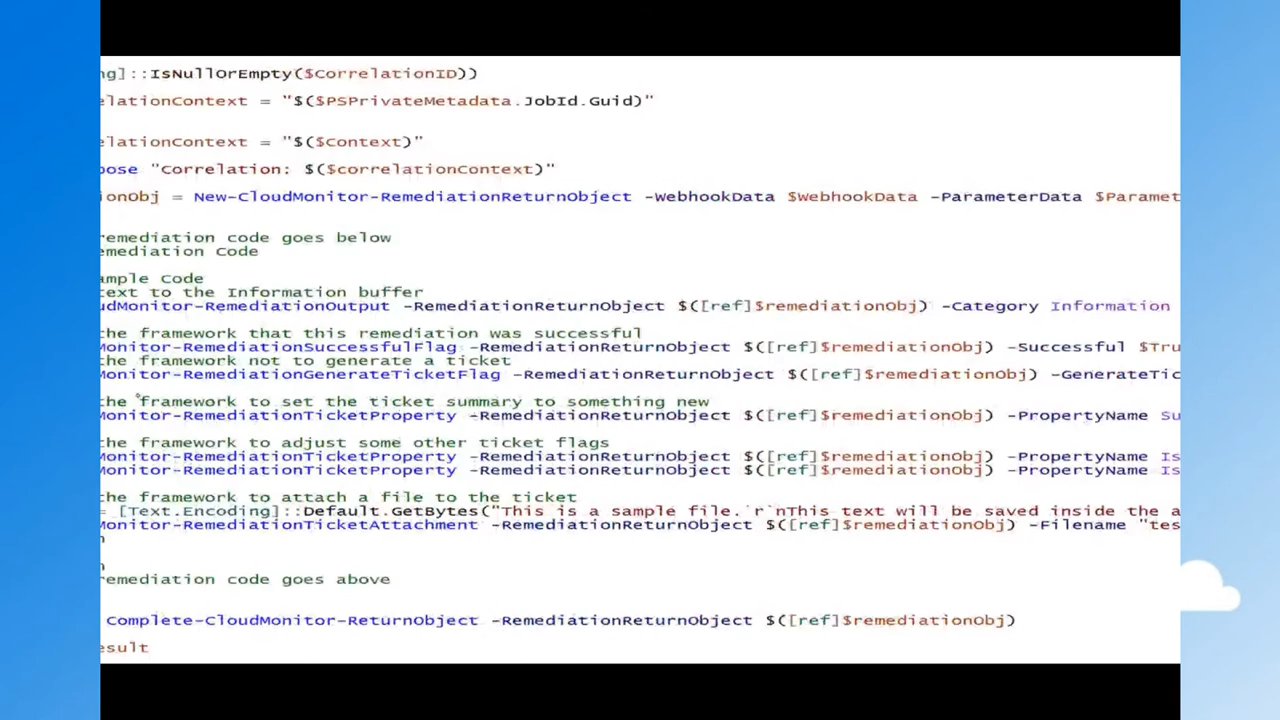 ng]::IsNullOrEmpty($CorrelationID))
elationContext = "$($PSPrivateMetadata.JobId.Guid)"
elationContext = "$($Context)"
bose "Correlation: $($correlationContext)"
ionObj = New-CloudMonitor-RemediationReturnObject -WebhookData $webhookData -ParameterData $Paramet
remediation code goes below
emediation Code
ample Code
text to the Information buffer
udMonitor-RemediationOutput -RemediationReturnObject $([ref]$remediationObj) -Category Information
the framework that this remediation was successful
Monitor-RemediationSuccessfulFlag -RemediationReturnObject $([ref]$remediationObj) -Successful $Tru
the framework not to generate a ticket
Monitor-RemediationGenerateTicketFlag -RemediationReturnObject $([ref]$remediationObj) -GenerateTic
the framework to set the ticket summary to something new
Monitor-RemediationTicketProperty -RemediationReturnObject $([ref]$remediationObj) -PropertyName Su
the framework to adjust some other ticket flags
Monitor-RemediationTicketProperty -RemediationReturnObject $([ref]$remediationObj) -PropertyName Is
Monitor-RemediationTicketProperty -RemediationReturnObject $([ref]$remediationObj) -PropertyName Is
the framework to attach a file to the ticket
= [Text.Encoding]::Default.GetBytes("This is a sample file.`r`nThis text will be saved inside the a
Monitor-RemediationTicketAttachment -RemediationReturnObject $([ref]$remediationObj) -Filename "tes
n
n
remediation code goes above
Complete-CloudMonitor-ReturnObject -RemediationReturnObject $([ref]$remediationObj)
esult